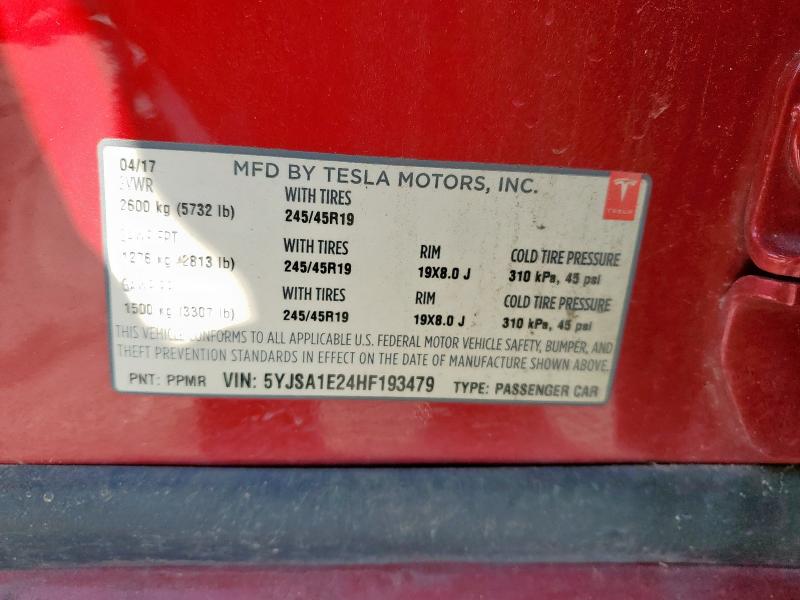 04/17 MFD BY TESLA MOTORS, INC.
GVWR WITH TIRES
2600 kg (5732 lb) 245/45R19
TESLA
WITH TIRES RIM COLD TIRE PRESSURE
1276 kg (2813 lb) 245/45R19 19X8.0 J 310 kPa, 45 psi
WITH TIRES RIM COLD TIRE PRESSURE
1500 kg (3307 lb) 245/45R19 19X8.0 J 310 kPa, 45 psi
THIS VEHICLE CONFORMS TO ALL APPLICABLE U.S. FEDERAL MOTOR VEHICLE SAFETY, BUMPER, AND
THEFT PREVENTION STANDARDS IN EFFECT ON THE DATE OF MANUFACTURE SHOWN ABOVE.
PNT: PPMR VIN: 5YJSA1E24HF193479 TYPE: PASSENGER CAR